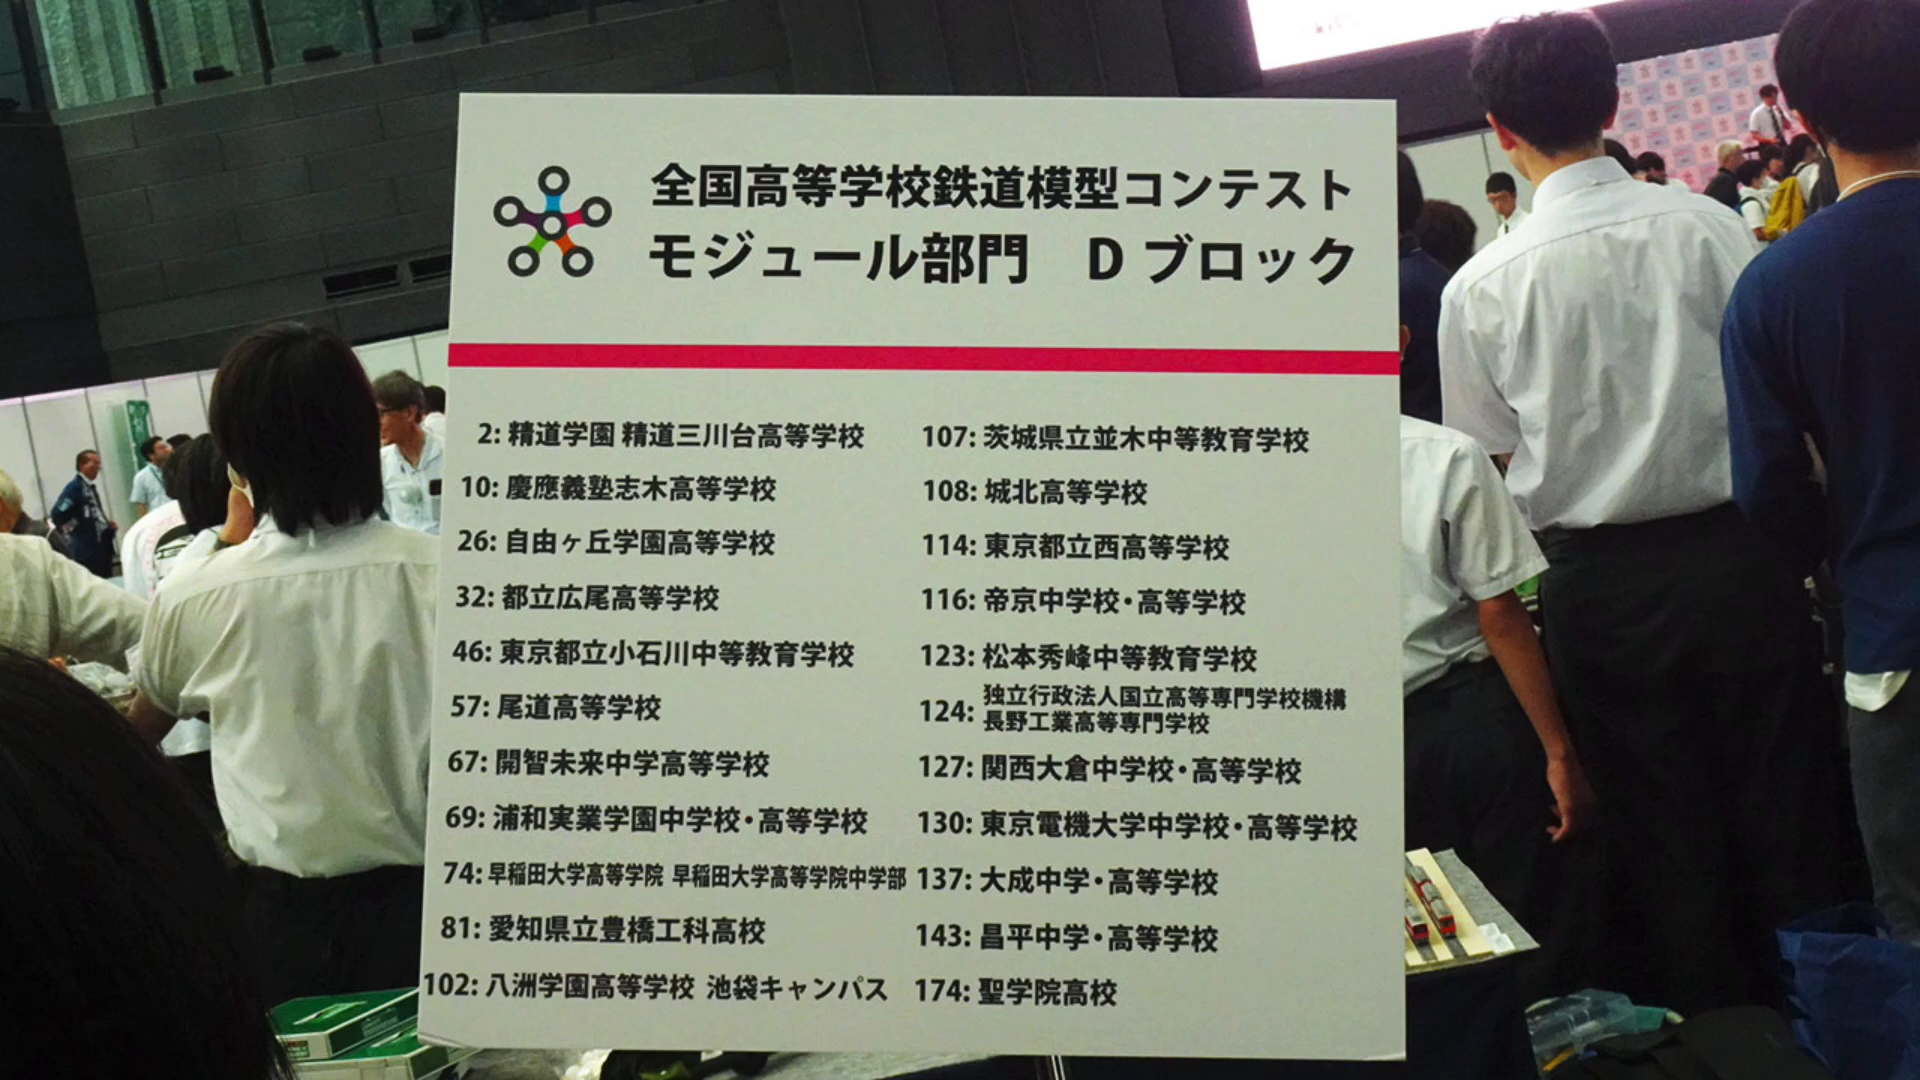 全国高等学校鉄道模型コンテスト
モジュール部門 D ブロック
2: 精道学園 精道三川台高等学校
10: 慶應義塾志木高等学校
26: 自由ヶ丘学園高等学校
32: 都立広尾高等学校
46: 東京都立小石川中等教育学校
57: 尾道高等学校
67: 開智未来中学高等学校
69: 浦和実業学園中学校・高等学校
74: 早稲田大学高等学院 早稲田大学高等学院中学部
81: 愛知県立豊橋工科高校
102: 八洲学園高等学校 池袋キャンパス
107: 茨城県立並木中等教育学校
108: 城北高等学校
114: 東京都立西高等学校
116: 帝京中学校・高等学校
123: 松本秀峰中等教育学校
124: 独立行政法人国立高等専門学校機構
長野工業高等専門学校
127: 関西大倉中学校・高等学校
130: 東京電機大学中学校・高等学校
137: 大成中学・高等学校
143: 昌平中学・高等学校
174: 聖学院高校